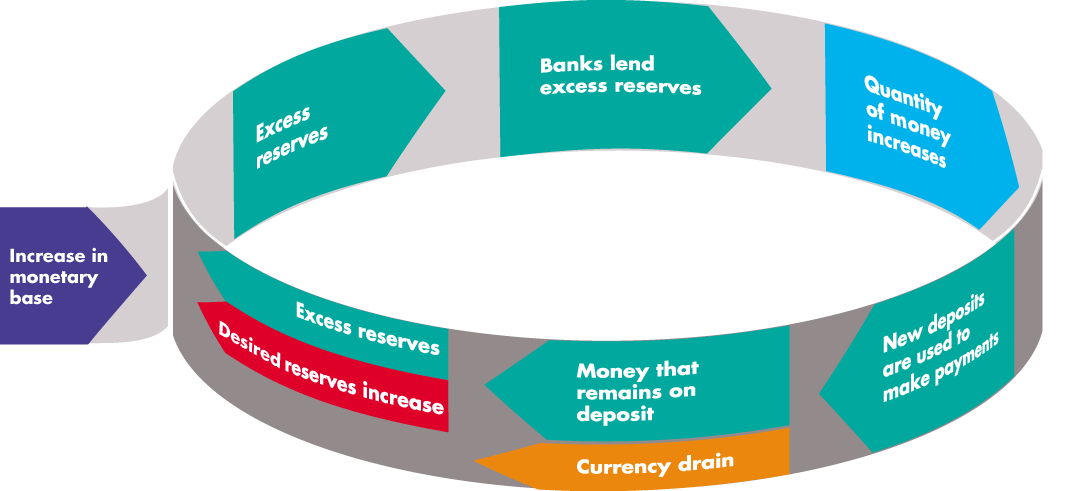 Increase in
monetary
base
Excess
reserves
Banks lend
excess reserves
Quantity
of money
increases
New deposits
are used to
make payments
Money that
remains on
deposit
Currency drain
Excess reserves
Desired reserves increase